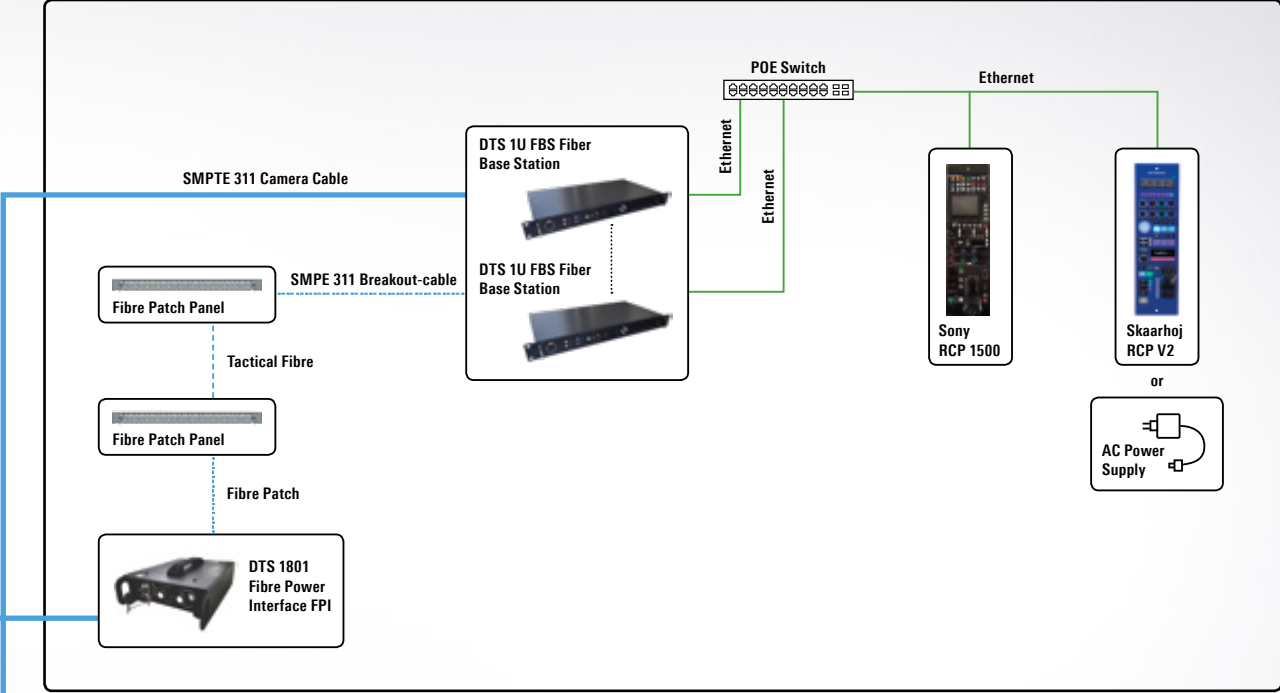 POE Switch
Ethernet
Ethernet
Ethernet
SMPTE 311 Camera Cable
DTS 1U FBS Fiber
Base Station
DTS 1U FBS Fiber
Base Station
SMPE 311 Breakout-cable
Fibre Patch Panel
Tactical Fibre
Fibre Patch Panel
Fibre Patch
DTS 1801
Fibre Power
Interface FPI
Sony
RCP 1500
Skaarhoj
RCP V2
or
AC Power
Supply